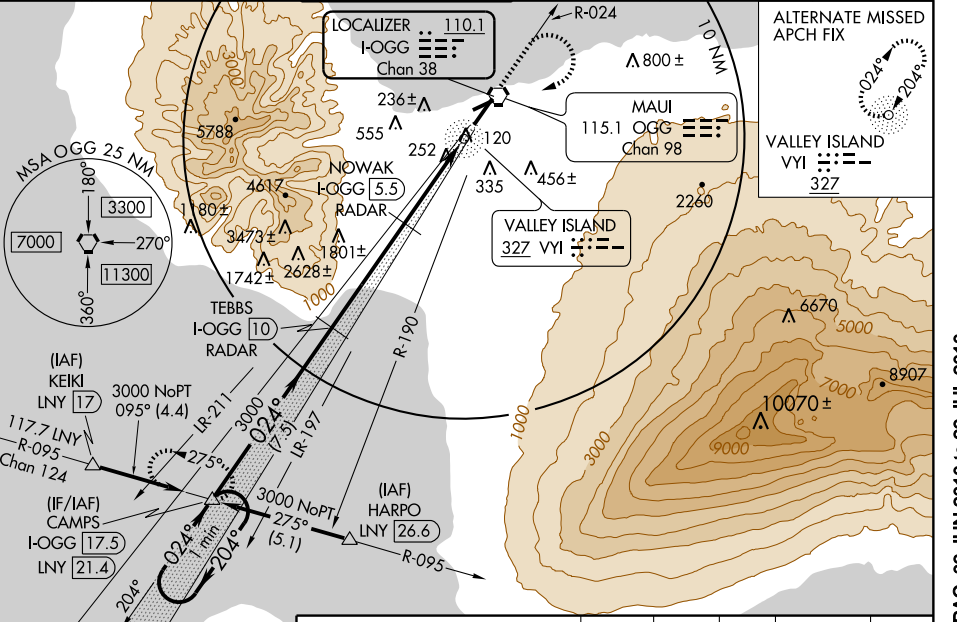 LOCALIZER 110.1
I-OGG
Chan 38
R-024
10 NM
800 ±
ALTERNATE MISSED
APCH FIX
024°
204°
VALLEY ISLAND
VYI
327
MAUI
115.1 OGG
Chan 98
236 ±
555
252
120
335
456 ±
5788
4617
1180 ±
3473 ±
1742 ±
2628 ±
1801 ±
1000
NOWAK
I-OGG 5.5
RADAR
VALLEY ISLAND
327 VYI
2260
MSA OGG 25 NM
180°
3300
7000
270°
11300
360°
TEBBS
I-OGG 10
RADAR
R-190
6670
5000
7000
8907
10070 ±
9000
1000
3000
(IAF)
KEIKI
LNY 17
3000 NoPT
095° (4.4)
117.7 LNY
R-095
Chan 124
LR-211
3000
024°
(7.5)
LR-197
275°
(IF/IAF)
CAMPS
I-OGG 17.5
LNY 21.4
3000 NoPT
275°
(5.1)
(IAF)
HARPO
LNY 26.6
R-095
024°
1 min
204°
204°